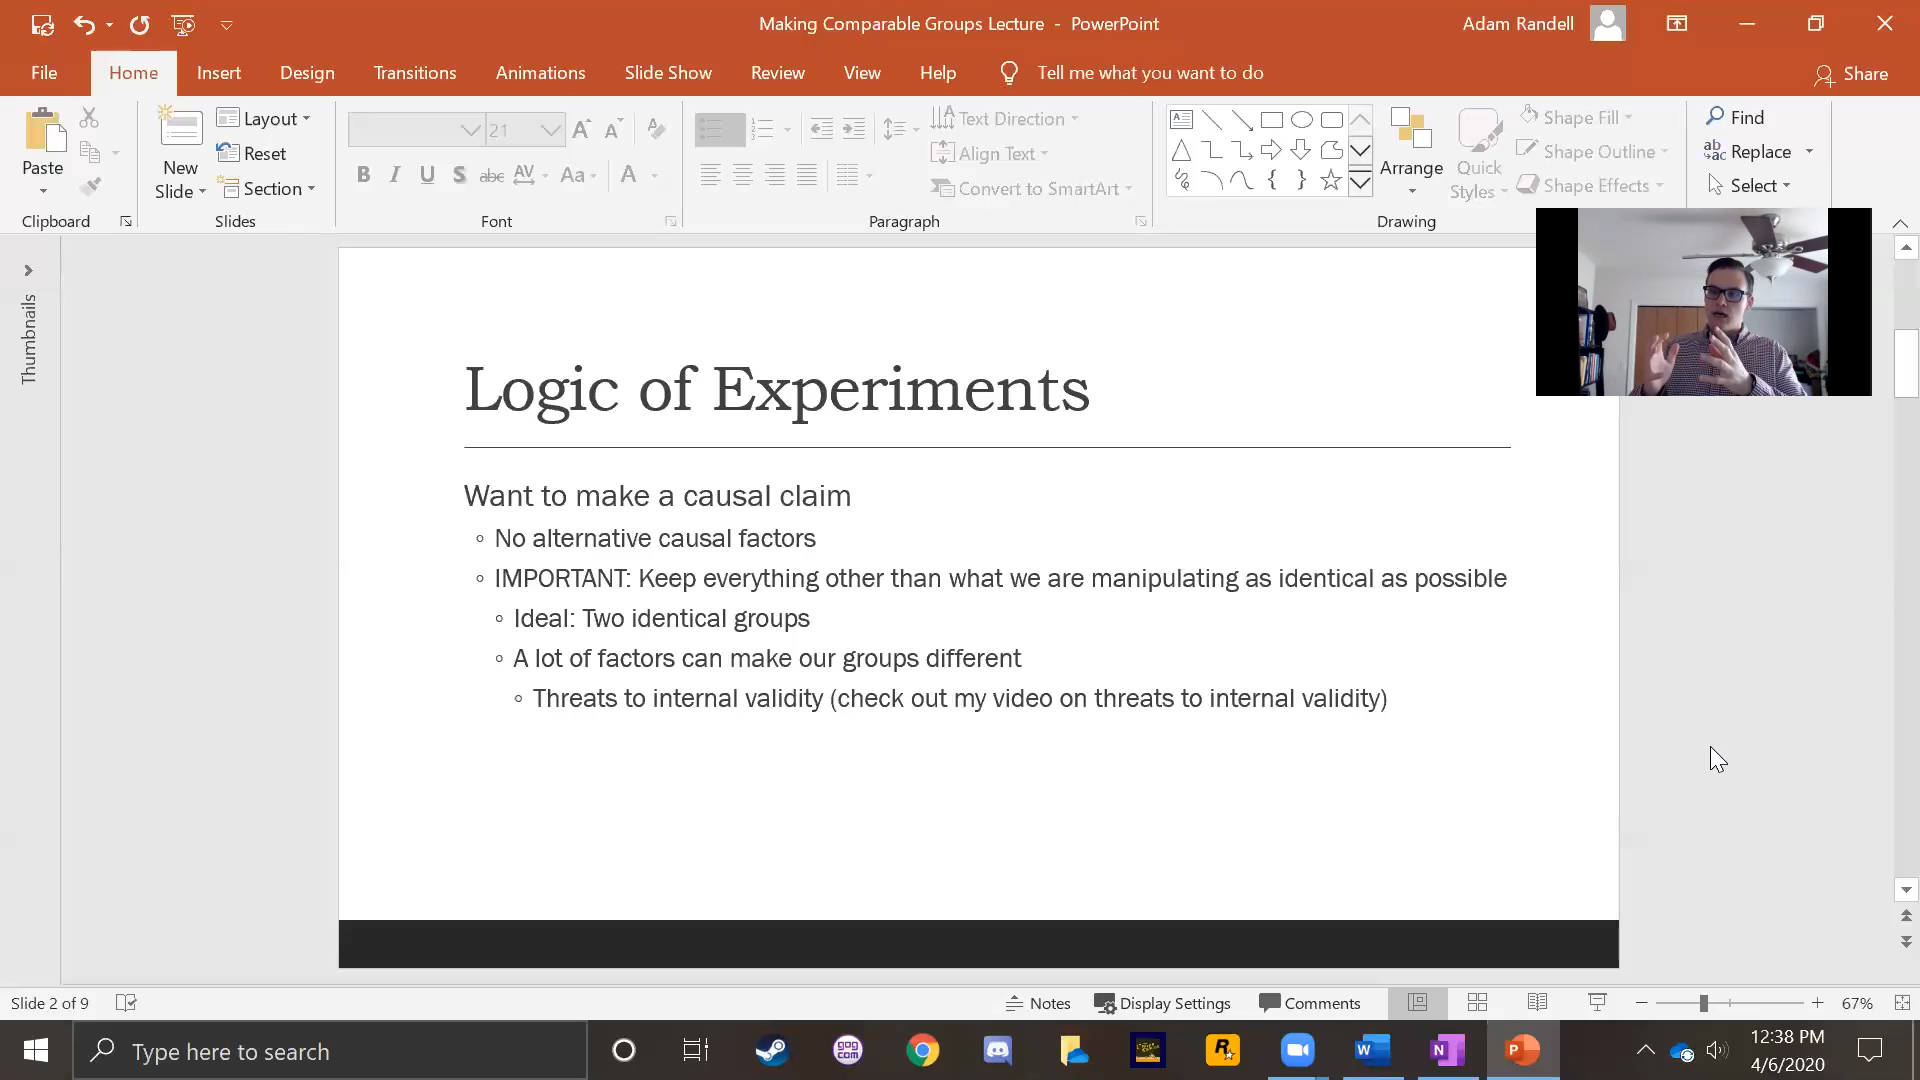 Making Comparable Groups Lecture - PowerPoint
Adam Randell
File Home Insert Design Transitions Animations Slide Show Review View Help Tell me what you want to do Share
Paste
Clipboard
New Slide
Layout
Reset
Section
Slides
21
B I U S abc AV Aa A
Font
Text Direction
Align Text
Convert to SmartArt
Paragraph
Arrange
Quick Styles
Shape Fill
Shape Outline
Shape Effects
Drawing
Find
Replace
Select
Thumbnails
Logic of Experiments
Want to make a causal claim
◦ No alternative causal factors
◦ IMPORTANT: Keep everything other than what we are manipulating as identical as possible
◦ Ideal: Two identical groups
◦ A lot of factors can make our groups different
◦ Threats to internal validity (check out my video on threats to internal validity)
Slide 2 of 9
Notes Display Settings Comments 67%
Type here to search
GOG COM
12:38 PM
4/6/2020